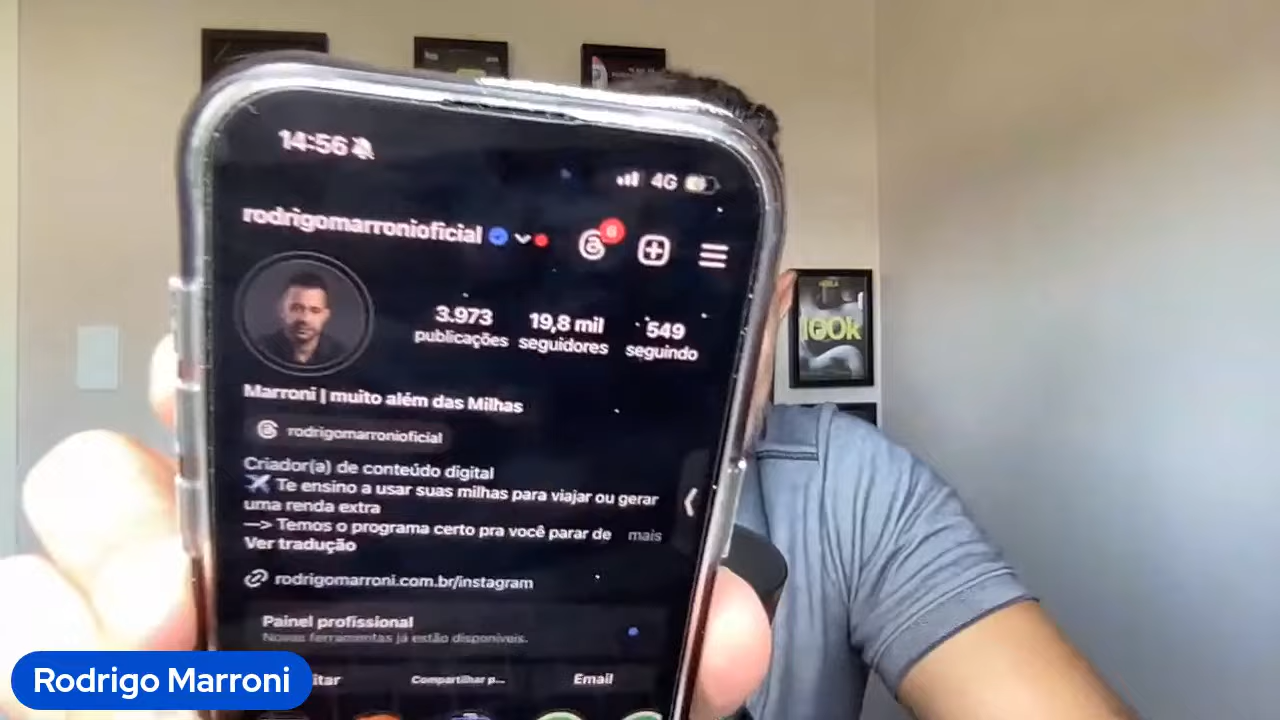 14:56
4G
rodrigomarronioficial
6
3.973
publicações
19,8 mil
seguidores
549
seguindo
Marroni | muito além das Milhas
rodrigomarronioficial
Criador(a) de conteúdo digital
Te ensino a usar suas milhas para viajar ou gerar
uma renda extra
—> Temos o programa certo pra você parar de mais
Ver tradução
rodrigomarroni.com.br/instagram
Painel profissional
Novas ferramentas já estão disponíveis.
Compartilhar p...
Email
100k
Rodrigo Marroni